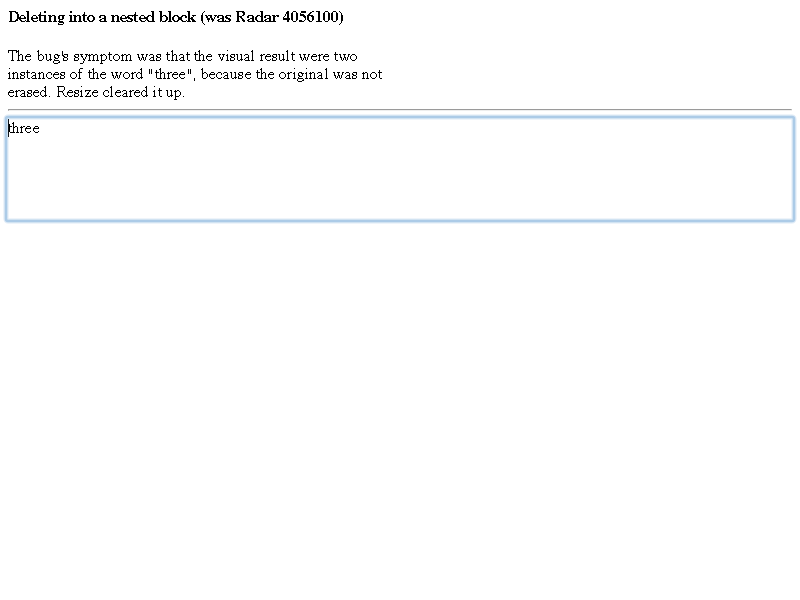 Deleting into a nested block (was Radar 4056100)
The bug's symptom was that the visual result were two
instances of the word "three", because the original was not
erased. Resize cleared it up.
three